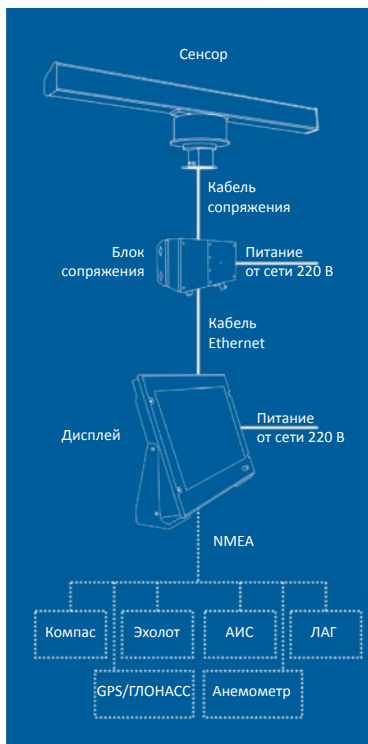 Сенсор
Кабель
сопряжения
Блок
сопряжения
Питание
от сети 220 В
Кабель
Ethernet
Дисплей
Питание
от сети 220 В
NMEA
Компас
Эхолот
АИС
ЛАГ
GPS/ГЛОНАСС
Анемометр